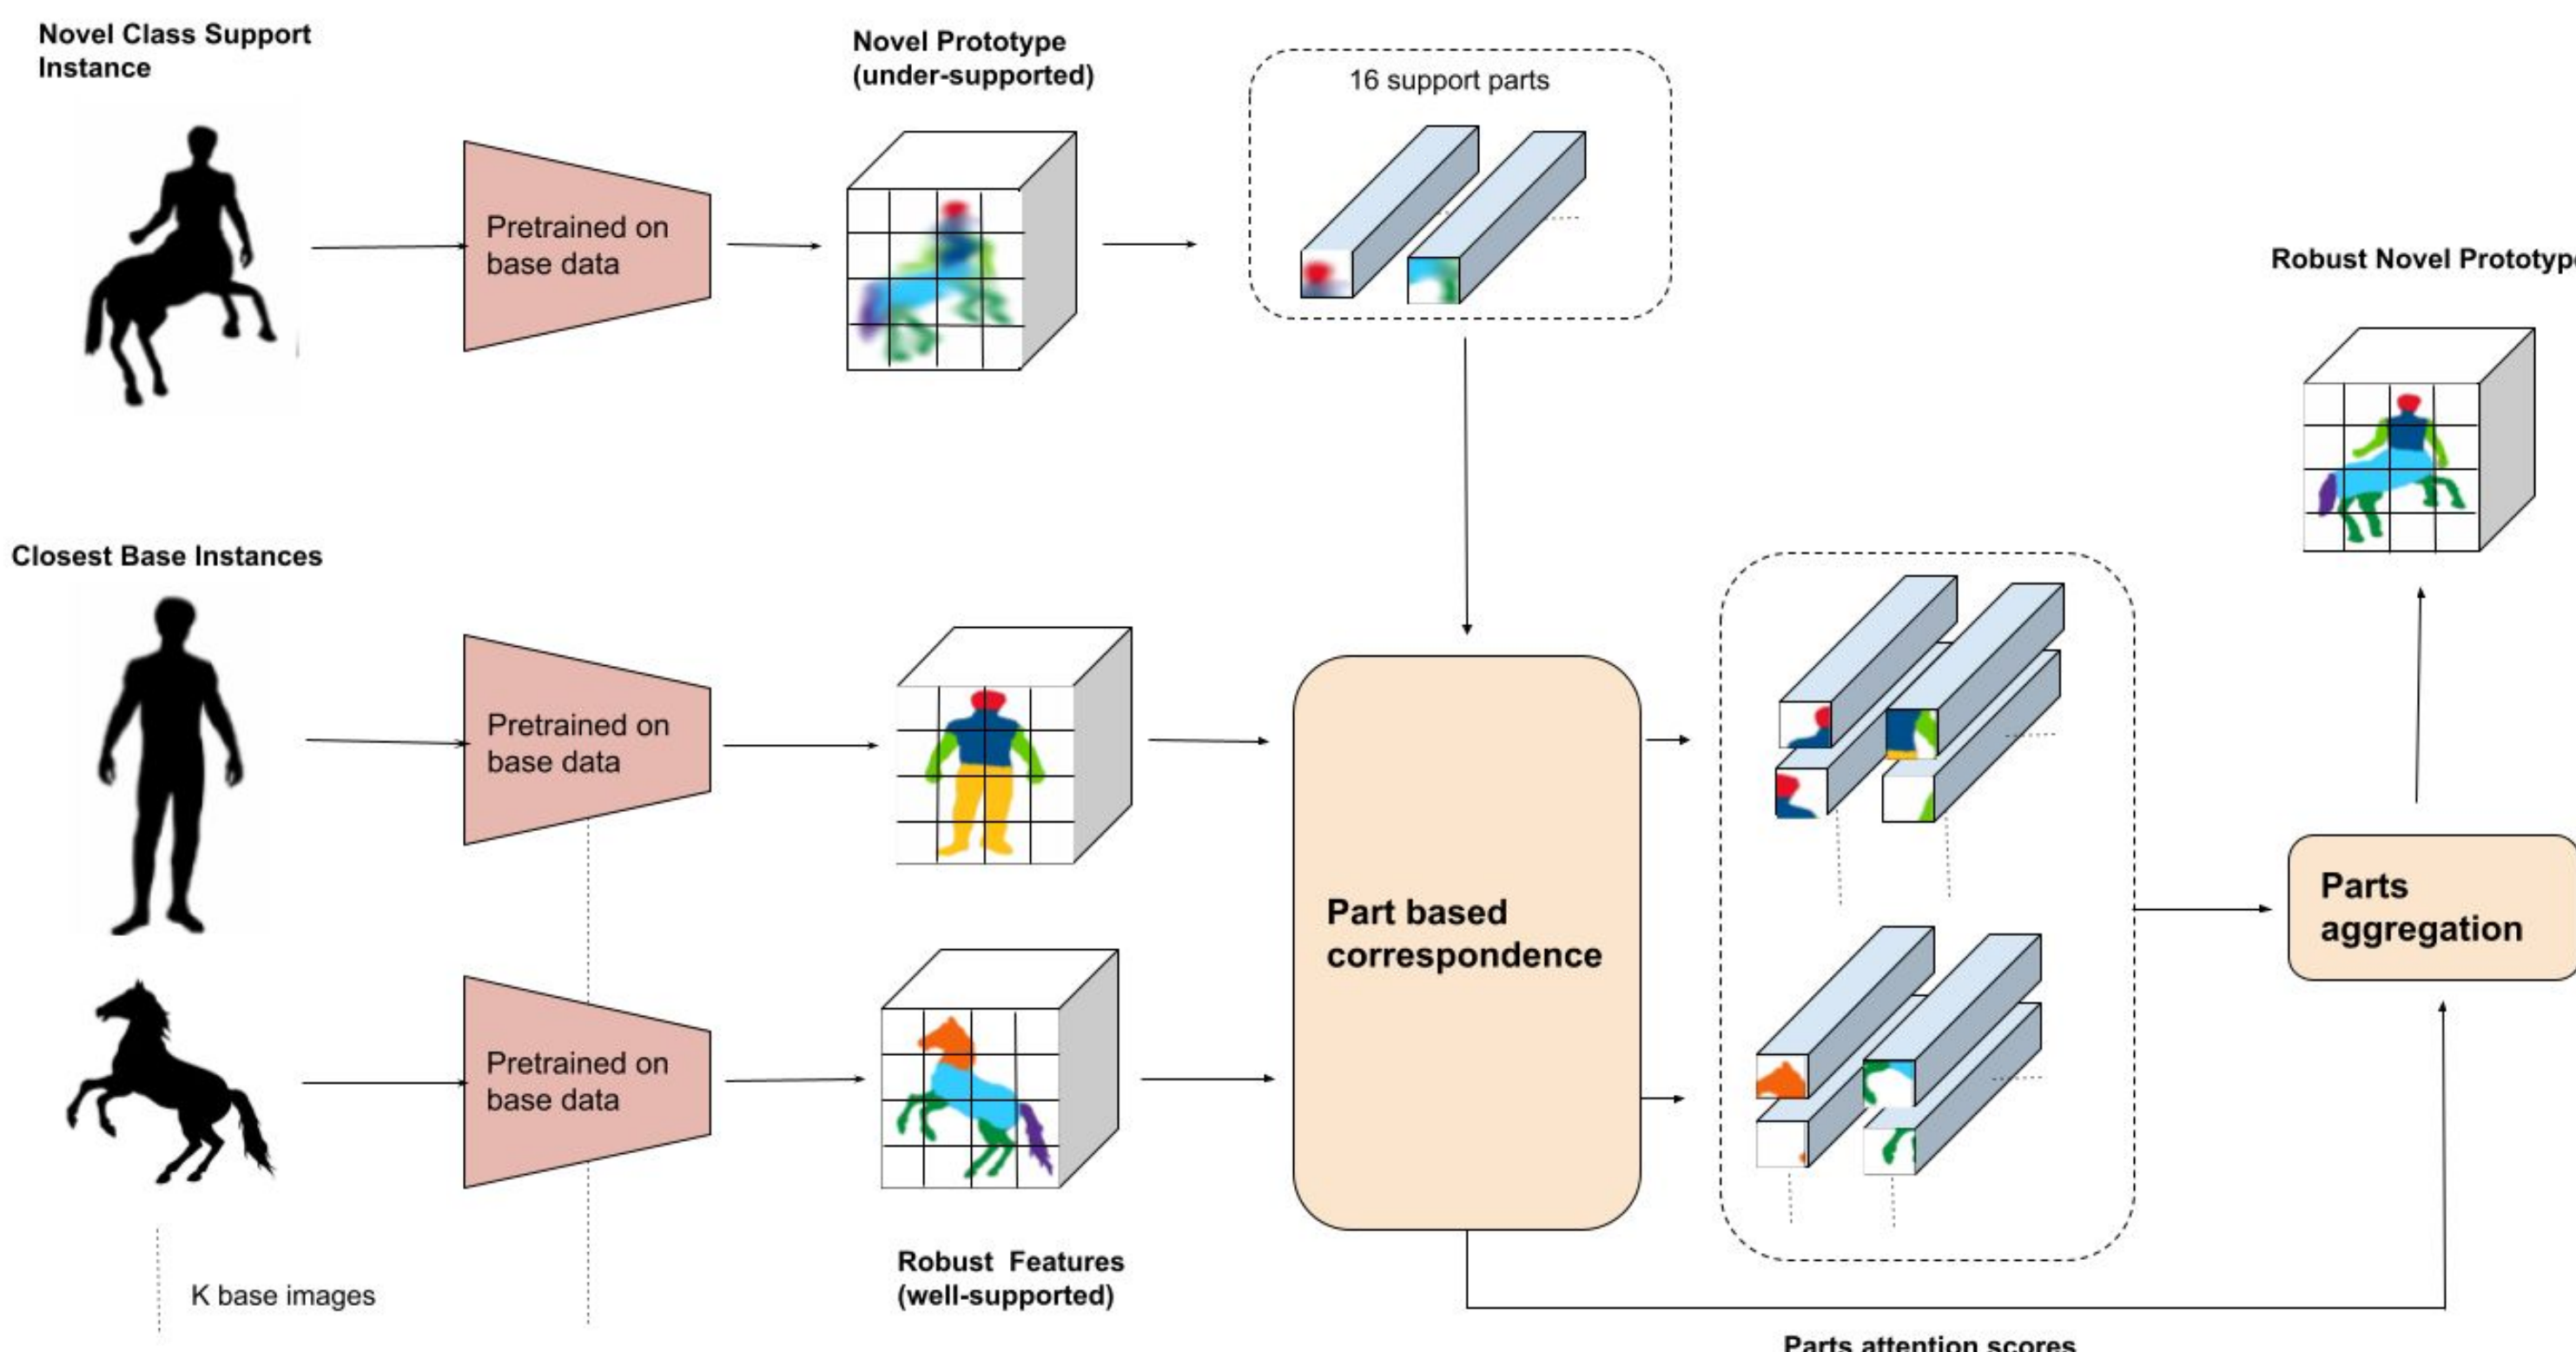 Novel Class Support
Instance
Novel Prototype
(under-supported)
16 support parts
Pretrained on
base data
Robust Novel Prototype
Closest Base Instances
Pretrained on
base data
Part based
correspondence
Parts
aggregation
Pretrained on
base data
Robust Features
(well-supported)
K base images
Parts attention scores